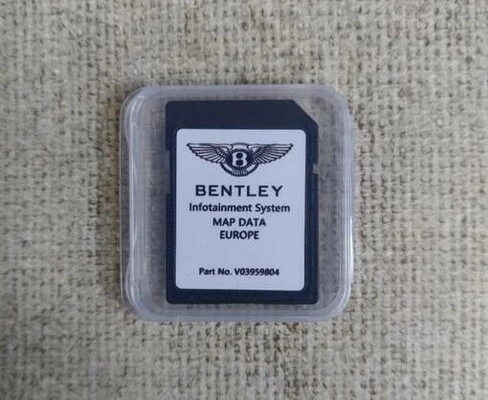 B
BENTLEY
Infotainment System
MAP DATA
EUROPE
Part No. V03959804